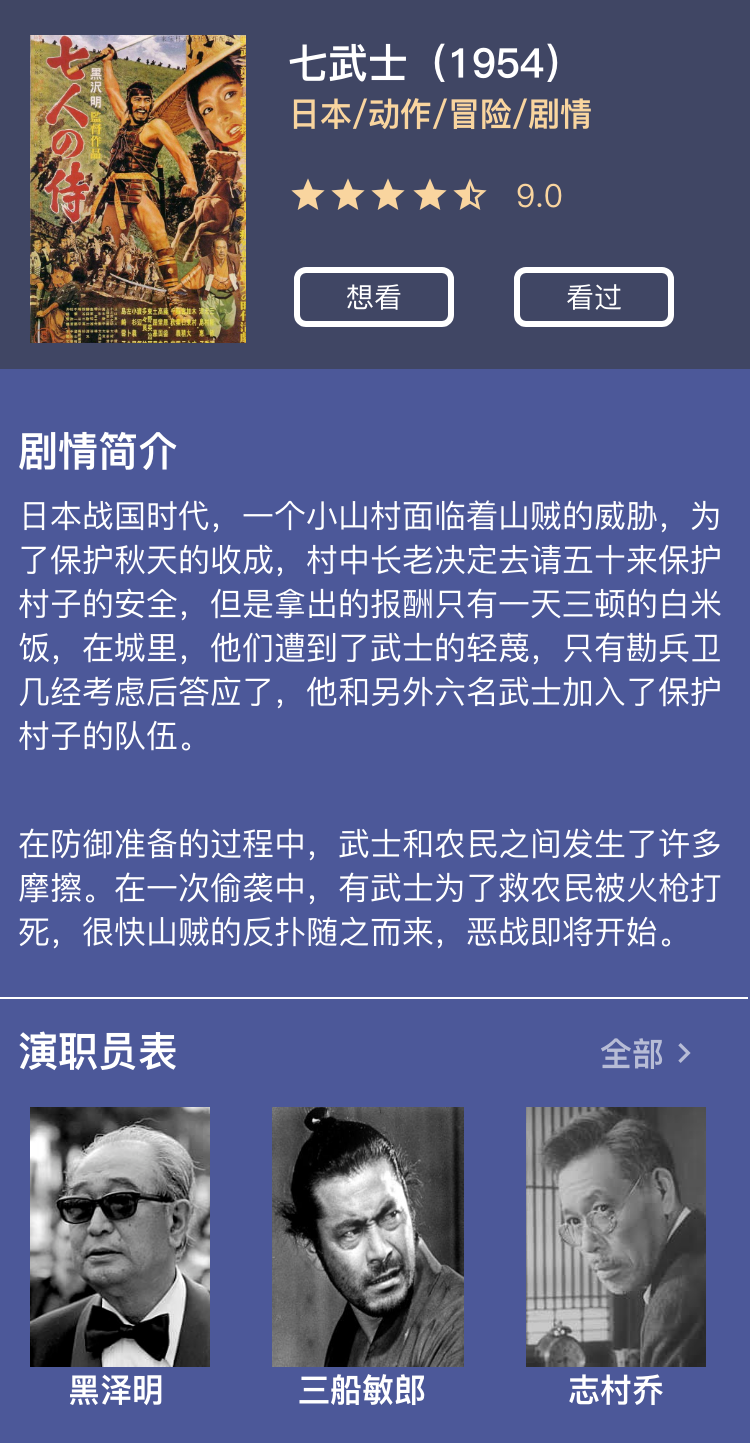 七人の侍
黒沢明
監督作品
七武士（1954）
日本/动作/冒险/剧情
9.0
想看
看过
剧情简介
日本战国时代，一个小山村面临着山贼的威胁，为
了保护秋天的收成，村中长老决定去请五十来保护
村子的安全，但是拿出的报酬只有一天三顿的白米
饭，在城里，他们遭到了武士的轻蔑，只有勘兵卫
几经考虑后答应了，他和另外六名武士加入了保护
村子的队伍。
在防御准备的过程中，武士和农民之间发生了许多
摩擦。在一次偷袭中，有武士为了救农民被火枪打
死，很快山贼的反扑随之而来，恶战即将开始。
演职员表
全部
黑泽明
三船敏郎
志村乔